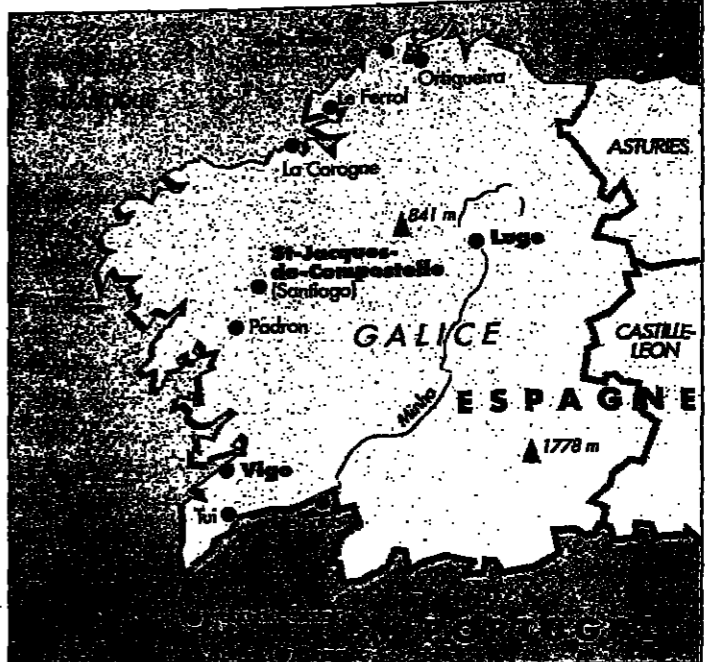 Ortigueira
Le Ferrol
ASTURIES
La Corogne
841 m
Lugo
St-Jacques-
de-Compostelle
(Santiago)
Padron
GALICE
CASTILLE-
LEON
Minho
ESPAGNE
1778 m
Vigo
Tui